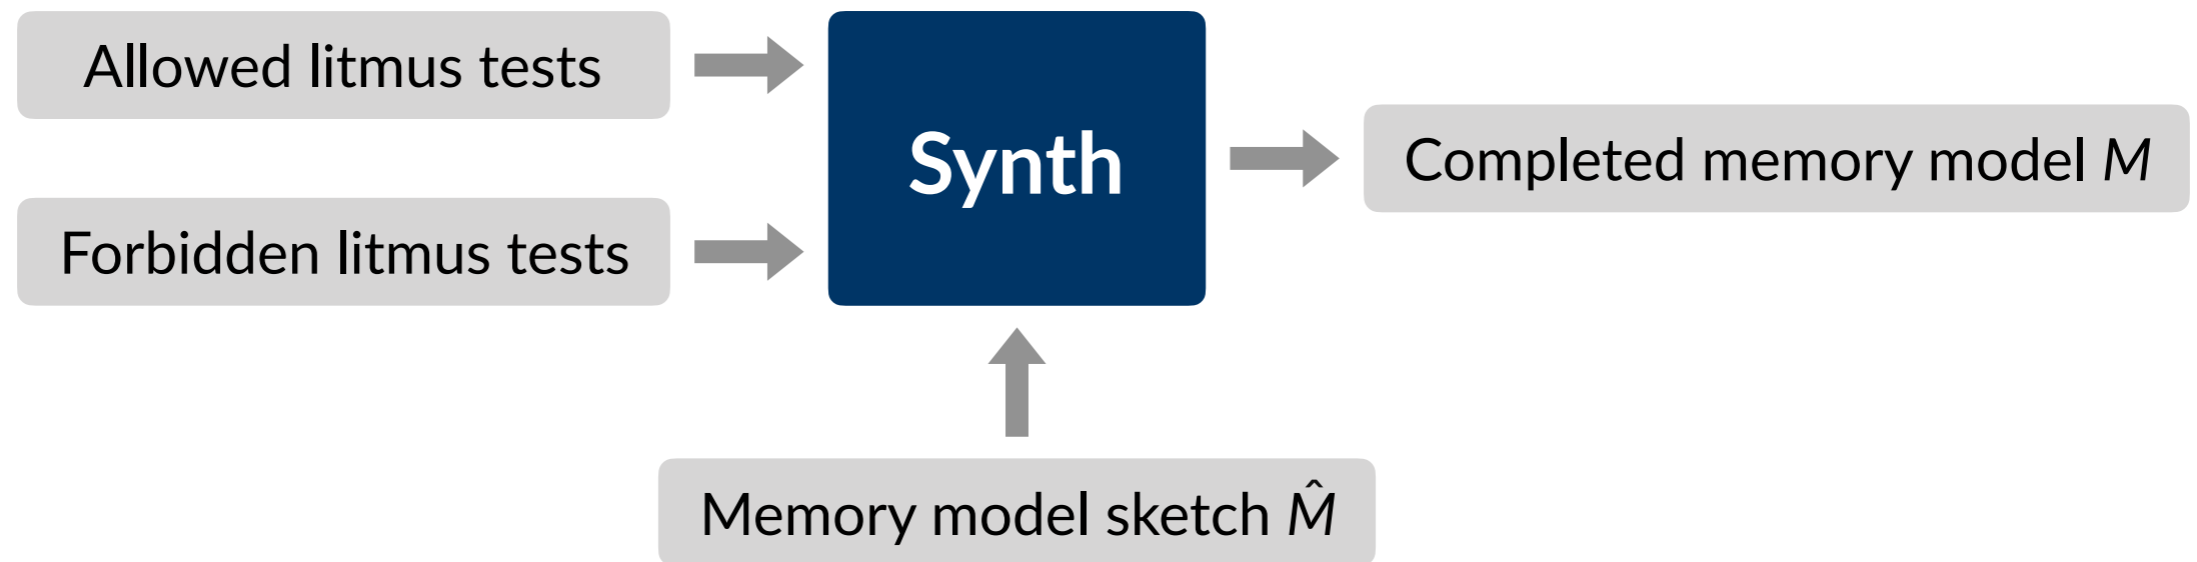 Allowed litmus tests
Forbidden litmus tests
Synth
Completed memory model M
Memory model sketch M̂